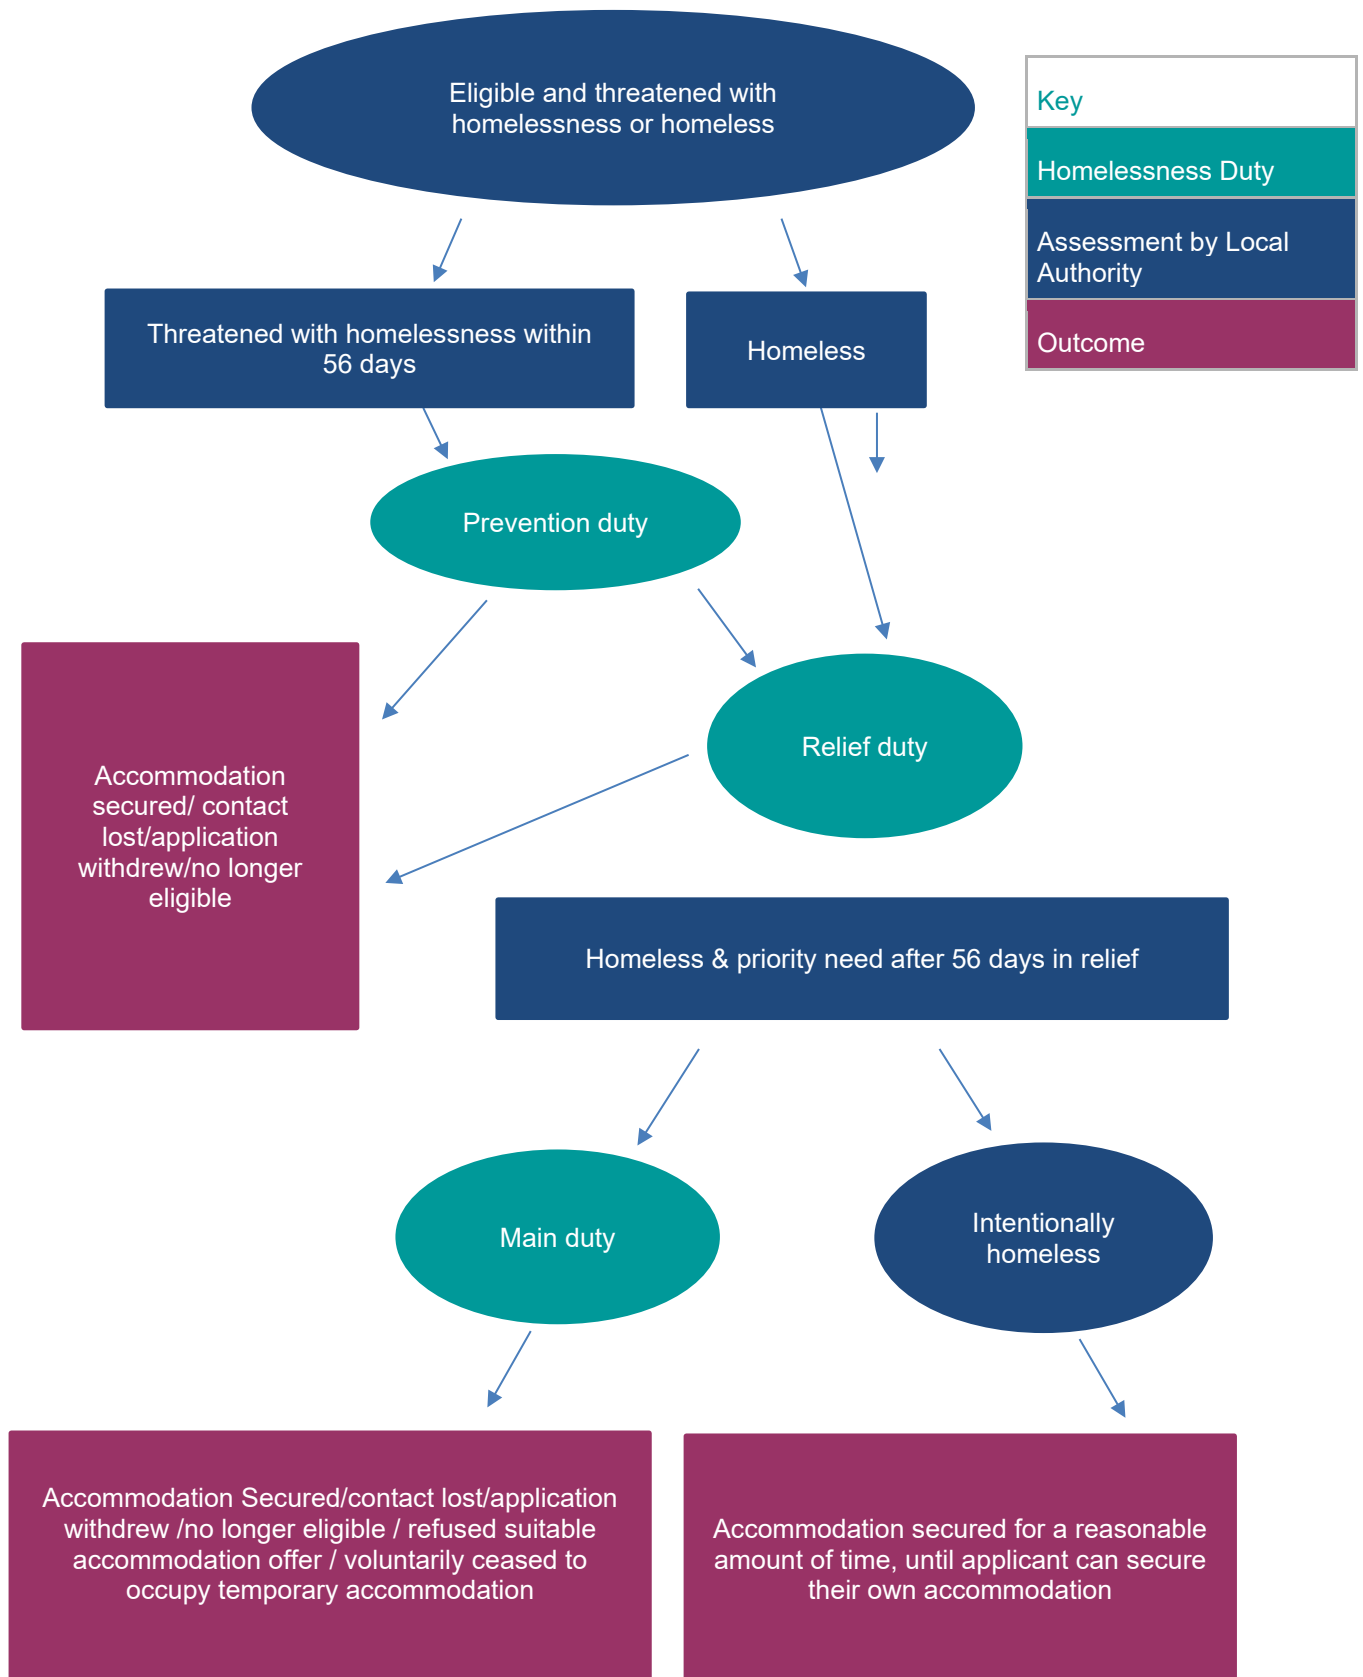 Eligible and threatened with
homelessness or homeless
Key
Homelessness Duty
Assessment by Local
Authority
Outcome
Threatened with homelessness within
56 days
Homeless
Prevention duty
Relief duty
Accommodation
secured/ contact
lost/application
withdrew/no longer
eligible
Homeless & priority need after 56 days in relief
Main duty
Intentionally
homeless
Accommodation Secured/contact lost/application
withdrew /no longer eligible / refused suitable
accommodation offer / voluntarily ceased to
occupy temporary accommodation
Accommodation secured for a reasonable
amount of time, until applicant can secure
their own accommodation